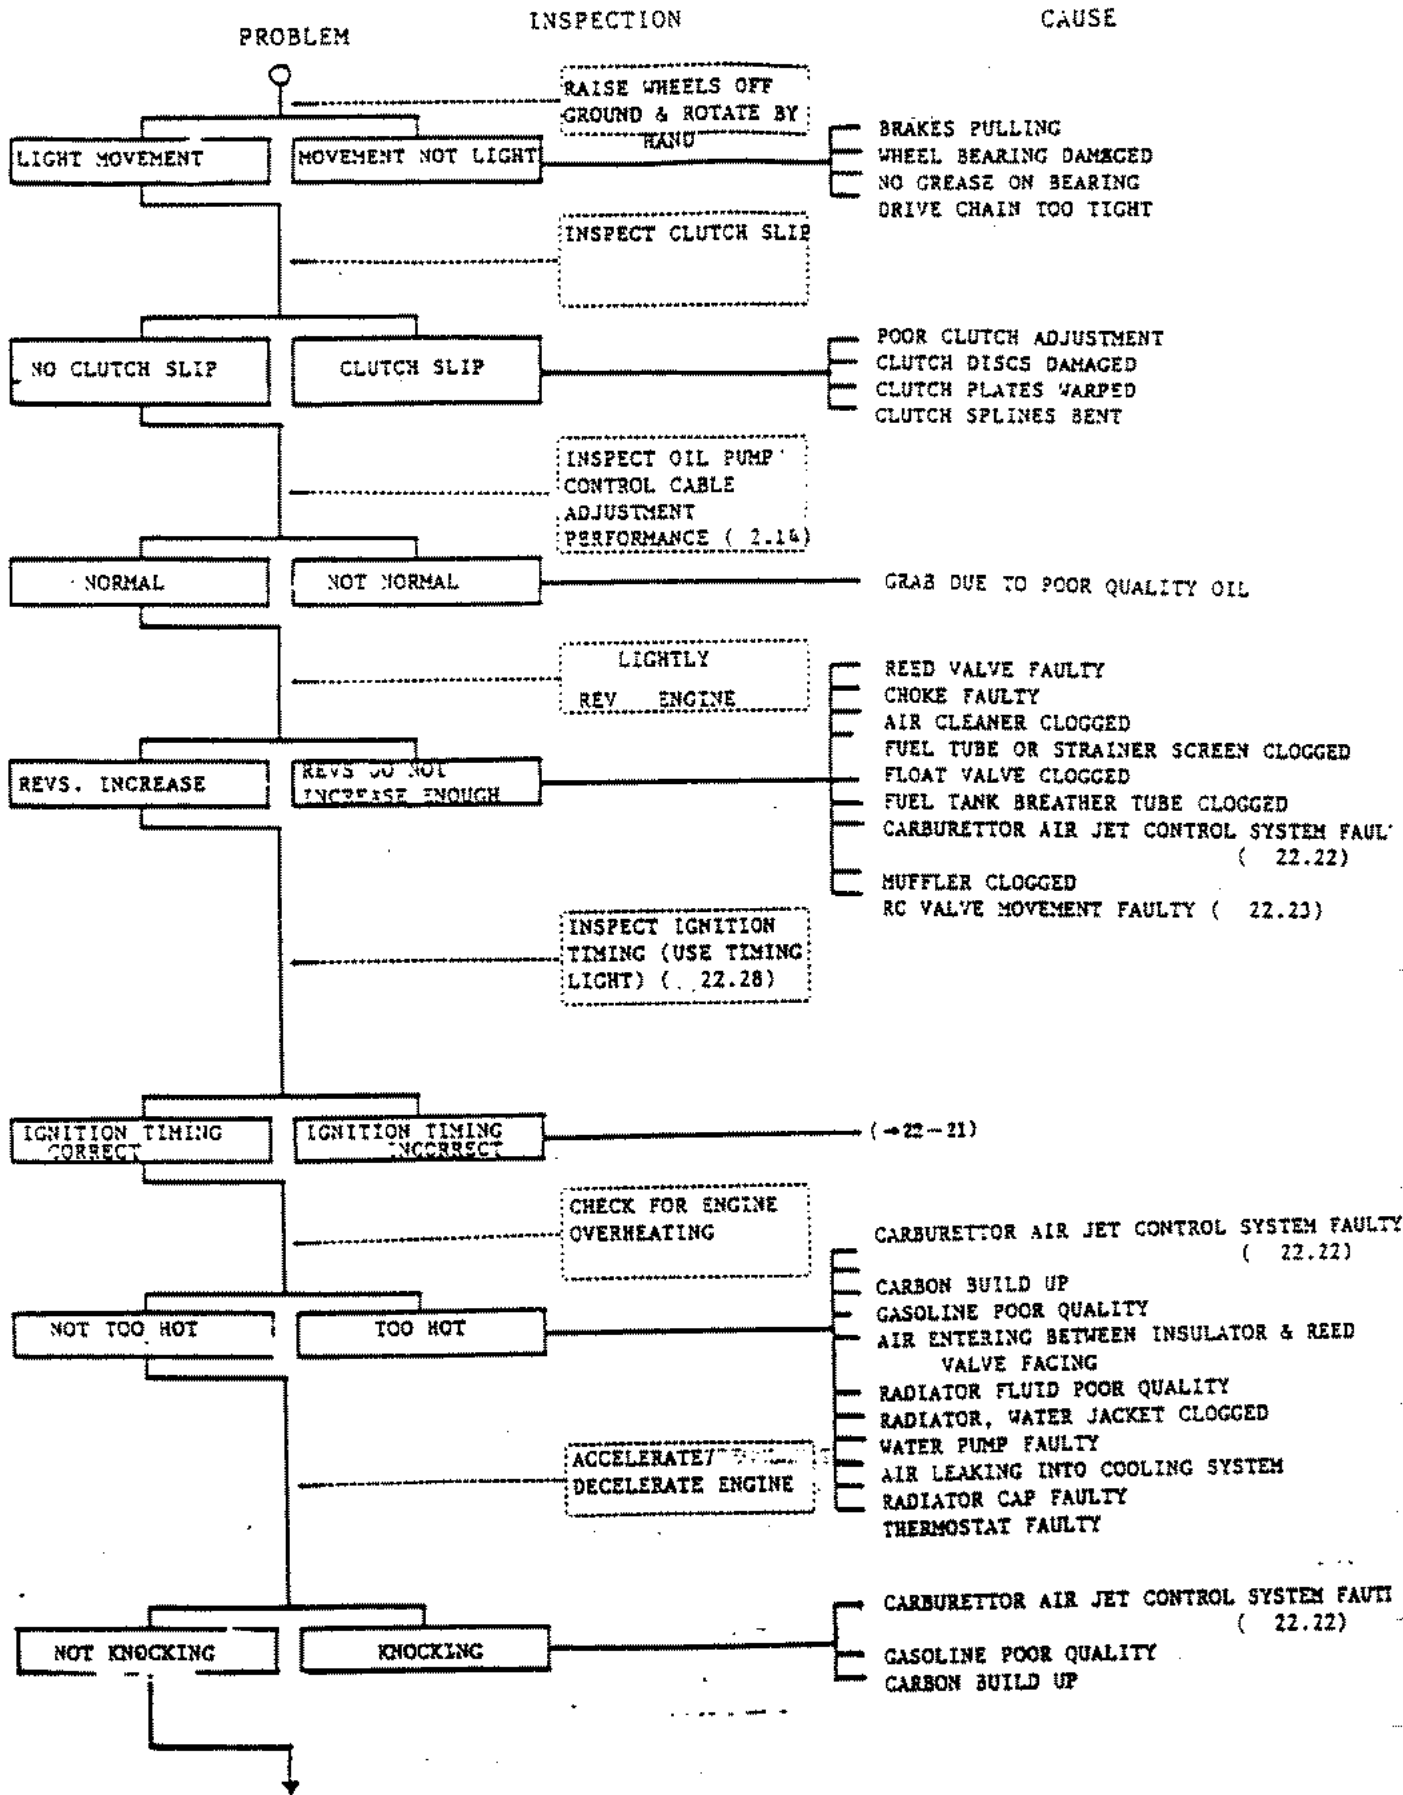 INSPECTION
CAUSE
PROBLEM
RAISE WHEELS OFF
GROUND & ROTATE BY
HAND
LIGHT MOVEMENT
MOVEMENT NOT LIGHT
BRAKES PULLING
WHEEL BEARING DAMAGED
NO GREASE ON BEARING
DRIVE CHAIN TOO TIGHT
INSPECT CLUTCH SLIP
NO CLUTCH SLIP
CLUTCH SLIP
POOR CLUTCH ADJUSTMENT
CLUTCH DISCS DAMAGED
CLUTCH PLATES WARPED
CLUTCH SPLINES BENT
INSPECT OIL PUMP
CONTROL CABLE
ADJUSTMENT
PERFORMANCE ( 2.14)
NORMAL
NOT NORMAL
GRAB DUE TO POOR QUALITY OIL
LIGHTLY
REV ENGINE
REVS. INCREASE
REVS DO NOT
INCREASE ENOUGH
REED VALVE FAULTY
CHOKE FAULTY
AIR CLEANER CLOGGED
FUEL TUBE OR STRAINER SCREEN CLOGGED
FLOAT VALVE CLOGGED
FUEL TANK BREATHER TUBE CLOGGED
CARBURETTOR AIR JET CONTROL SYSTEM FAUL
( 22.22)
MUFFLER CLOGGED
RC VALVE MOVEMENT FAULTY ( 22.23)
INSPECT IGNITION
TIMING (USE TIMING
LIGHT) ( 22.28)
IGNITION TIMING
CORRECT
IGNITION TIMING
INCORRECT
(→22-21)
CHECK FOR ENGINE
OVERHEATING
NOT TOO HOT
TOO HOT
CARBURETTOR AIR JET CONTROL SYSTEM FAULTY
( 22.22)
CARBON BUILD UP
GASOLINE POOR QUALITY
AIR ENTERING BETWEEN INSULATOR & REED
VALVE FACING
RADIATOR FLUID POOR QUALITY
RADIATOR, WATER JACKET CLOGGED
WATER PUMP FAULTY
AIR LEAKING INTO COOLING SYSTEM
RADIATOR CAP FAULTY
THERMOSTAT FAULTY
ACCELERATE/
DECELERATE ENGINE
NOT KNOCKING
KNOCKING
CARBURETTOR AIR JET CONTROL SYSTEM FAUTI
( 22.22)
GASOLINE POOR QUALITY
CARBON BUILD UP